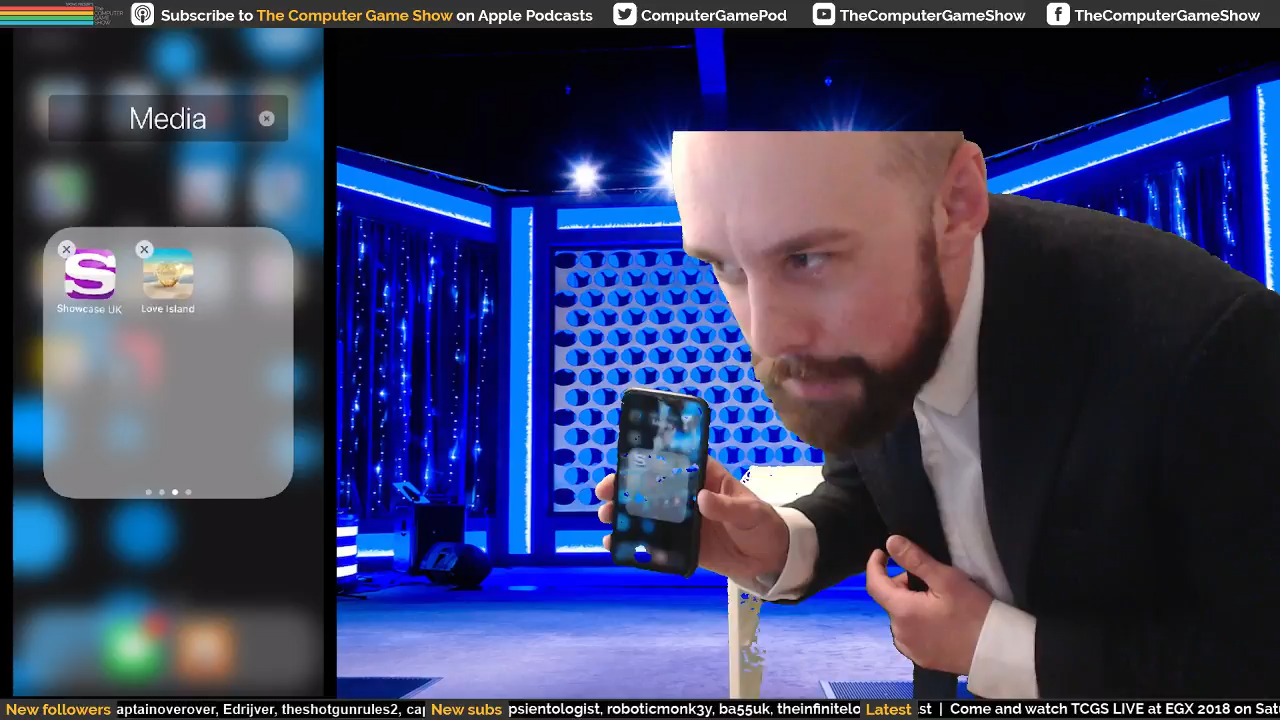 Subscribe to The Computer Game Show on Apple Podcasts
ComputerGamePod
TheComputerGameShow
TheComputerGameShow
Media
S
Showcase UK
Love Island
New followers
aptainoverover, Edrijver, theshotgunrules2, cap
New subs
psientologist, roboticmonk3y, ba55uk, theinfinitelo
Latest
st | Come and watch TCGS LIVE at EGX 2018 on Sat